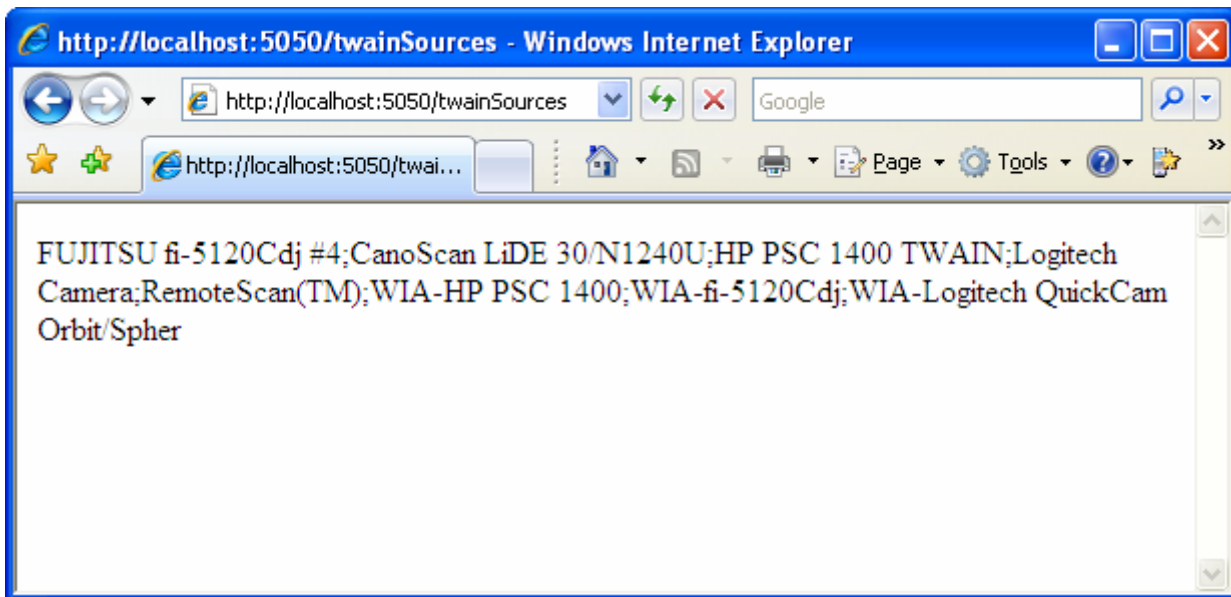 http://localhost:5050/twainSources - Windows Internet Explorer
http://localhost:5050/twainSources
Google
http://localhost:5050/twai...
Page
Tools
»
FUJITSU fi-5120Cdj #4;CanoScan LiDE 30/N1240U;HP PSC 1400 TWAIN;Logitech
Camera;RemoteScan(TM);WIA-HP PSC 1400;WIA-fi-5120Cdj;WIA-Logitech QuickCam
Orbit/Spher